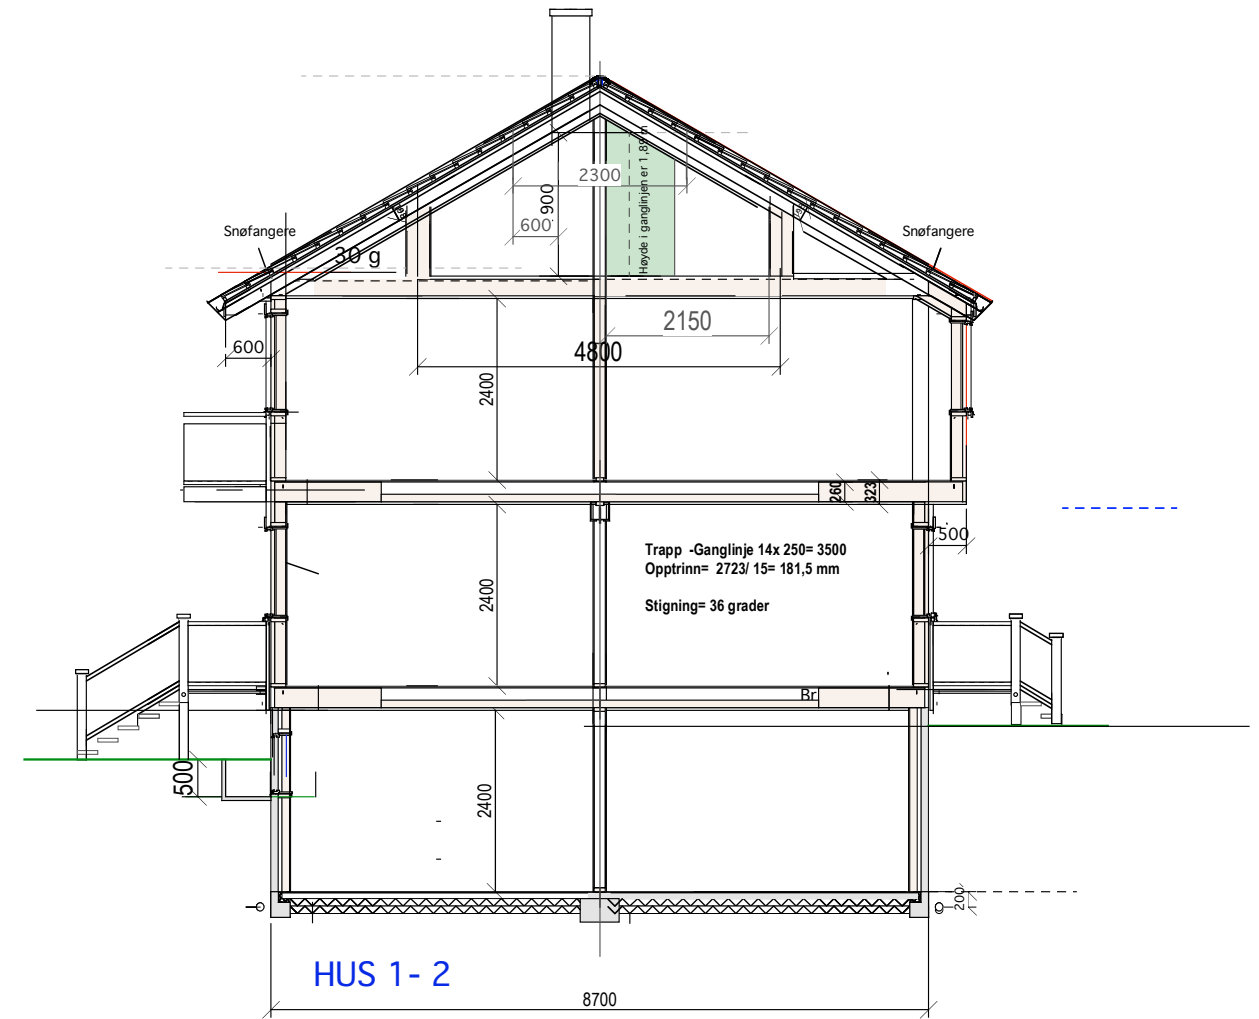 Høyde i ganglinjen er 1,89m
2300
900
600
Snøfangere
Snøfangere
30 g
2150
600
4800
2400
260
323
500
Trapp -Ganglinje 14x 250= 3500
Opptrinn= 2723/ 15= 181,5 mm
Stigning= 36 grader
2400
Br
500
2400
200
HUS 1- 2
8700